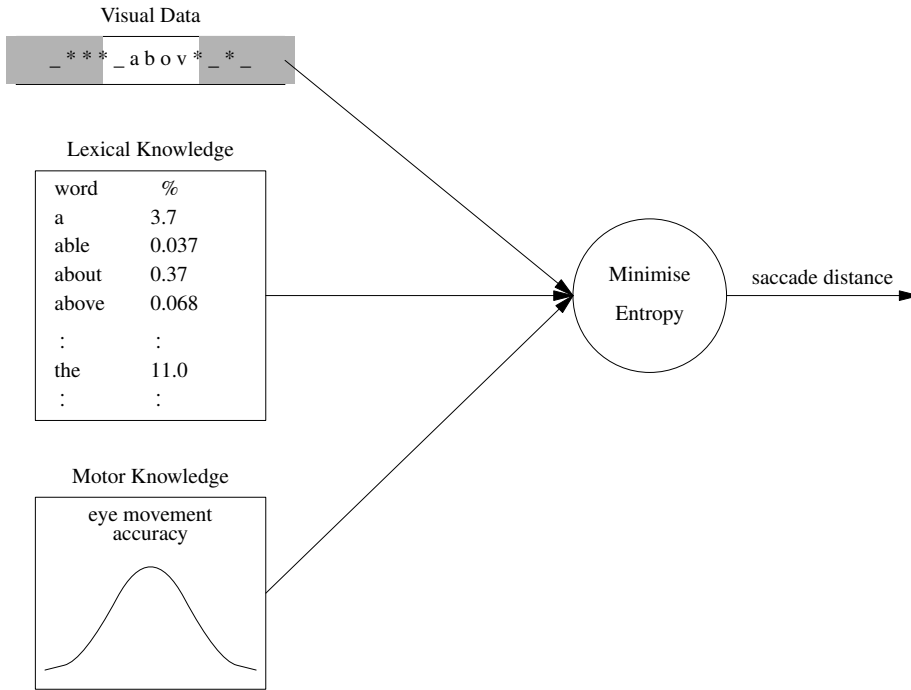 Visual Data
_ * * * _ a b o v * _ * _
Lexical Knowledge
word %
a 3.7
able 0.037
about 0.37
above 0.068
: :
the 11.0
: :
Motor Knowledge
eye movement
accuracy
Minimise
Entropy
saccade distance